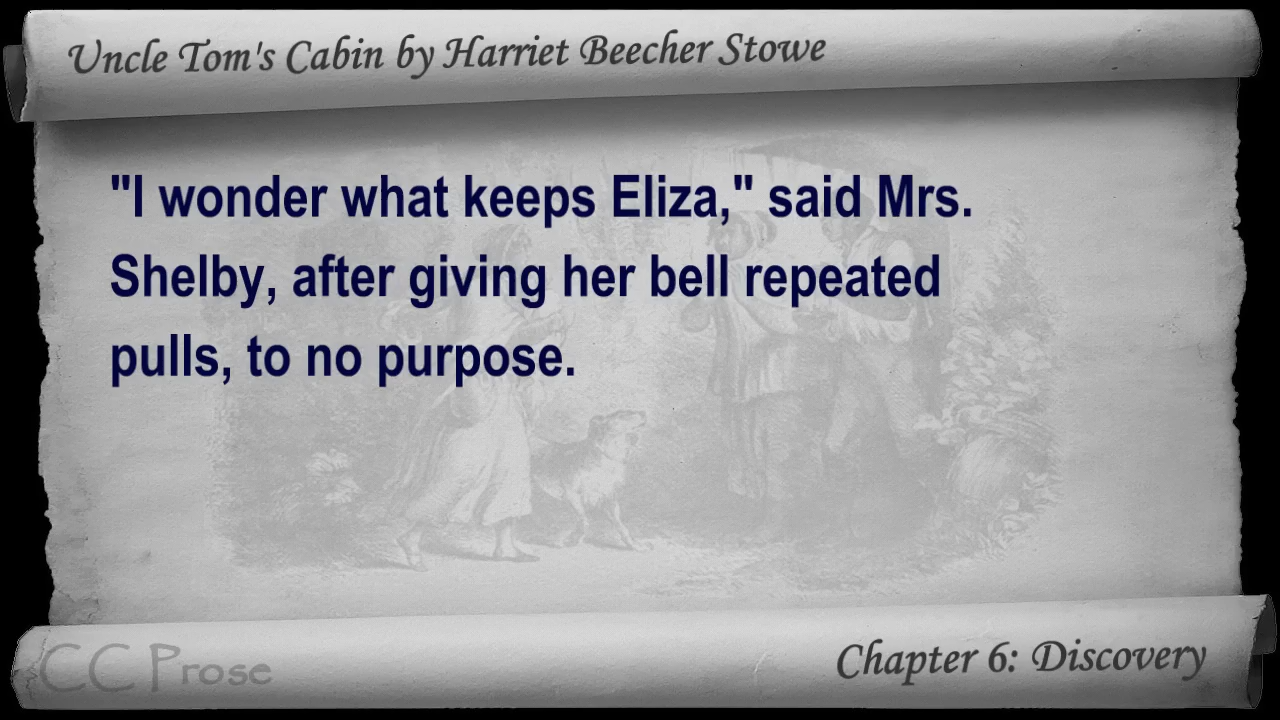 Uncle Tom's Cabin by Harriet Beecher Stowe
"I wonder what keeps Eliza," said Mrs.
Shelby, after giving her bell repeated
pulls, to no purpose.
CC Prose
Chapter 6: Discovery